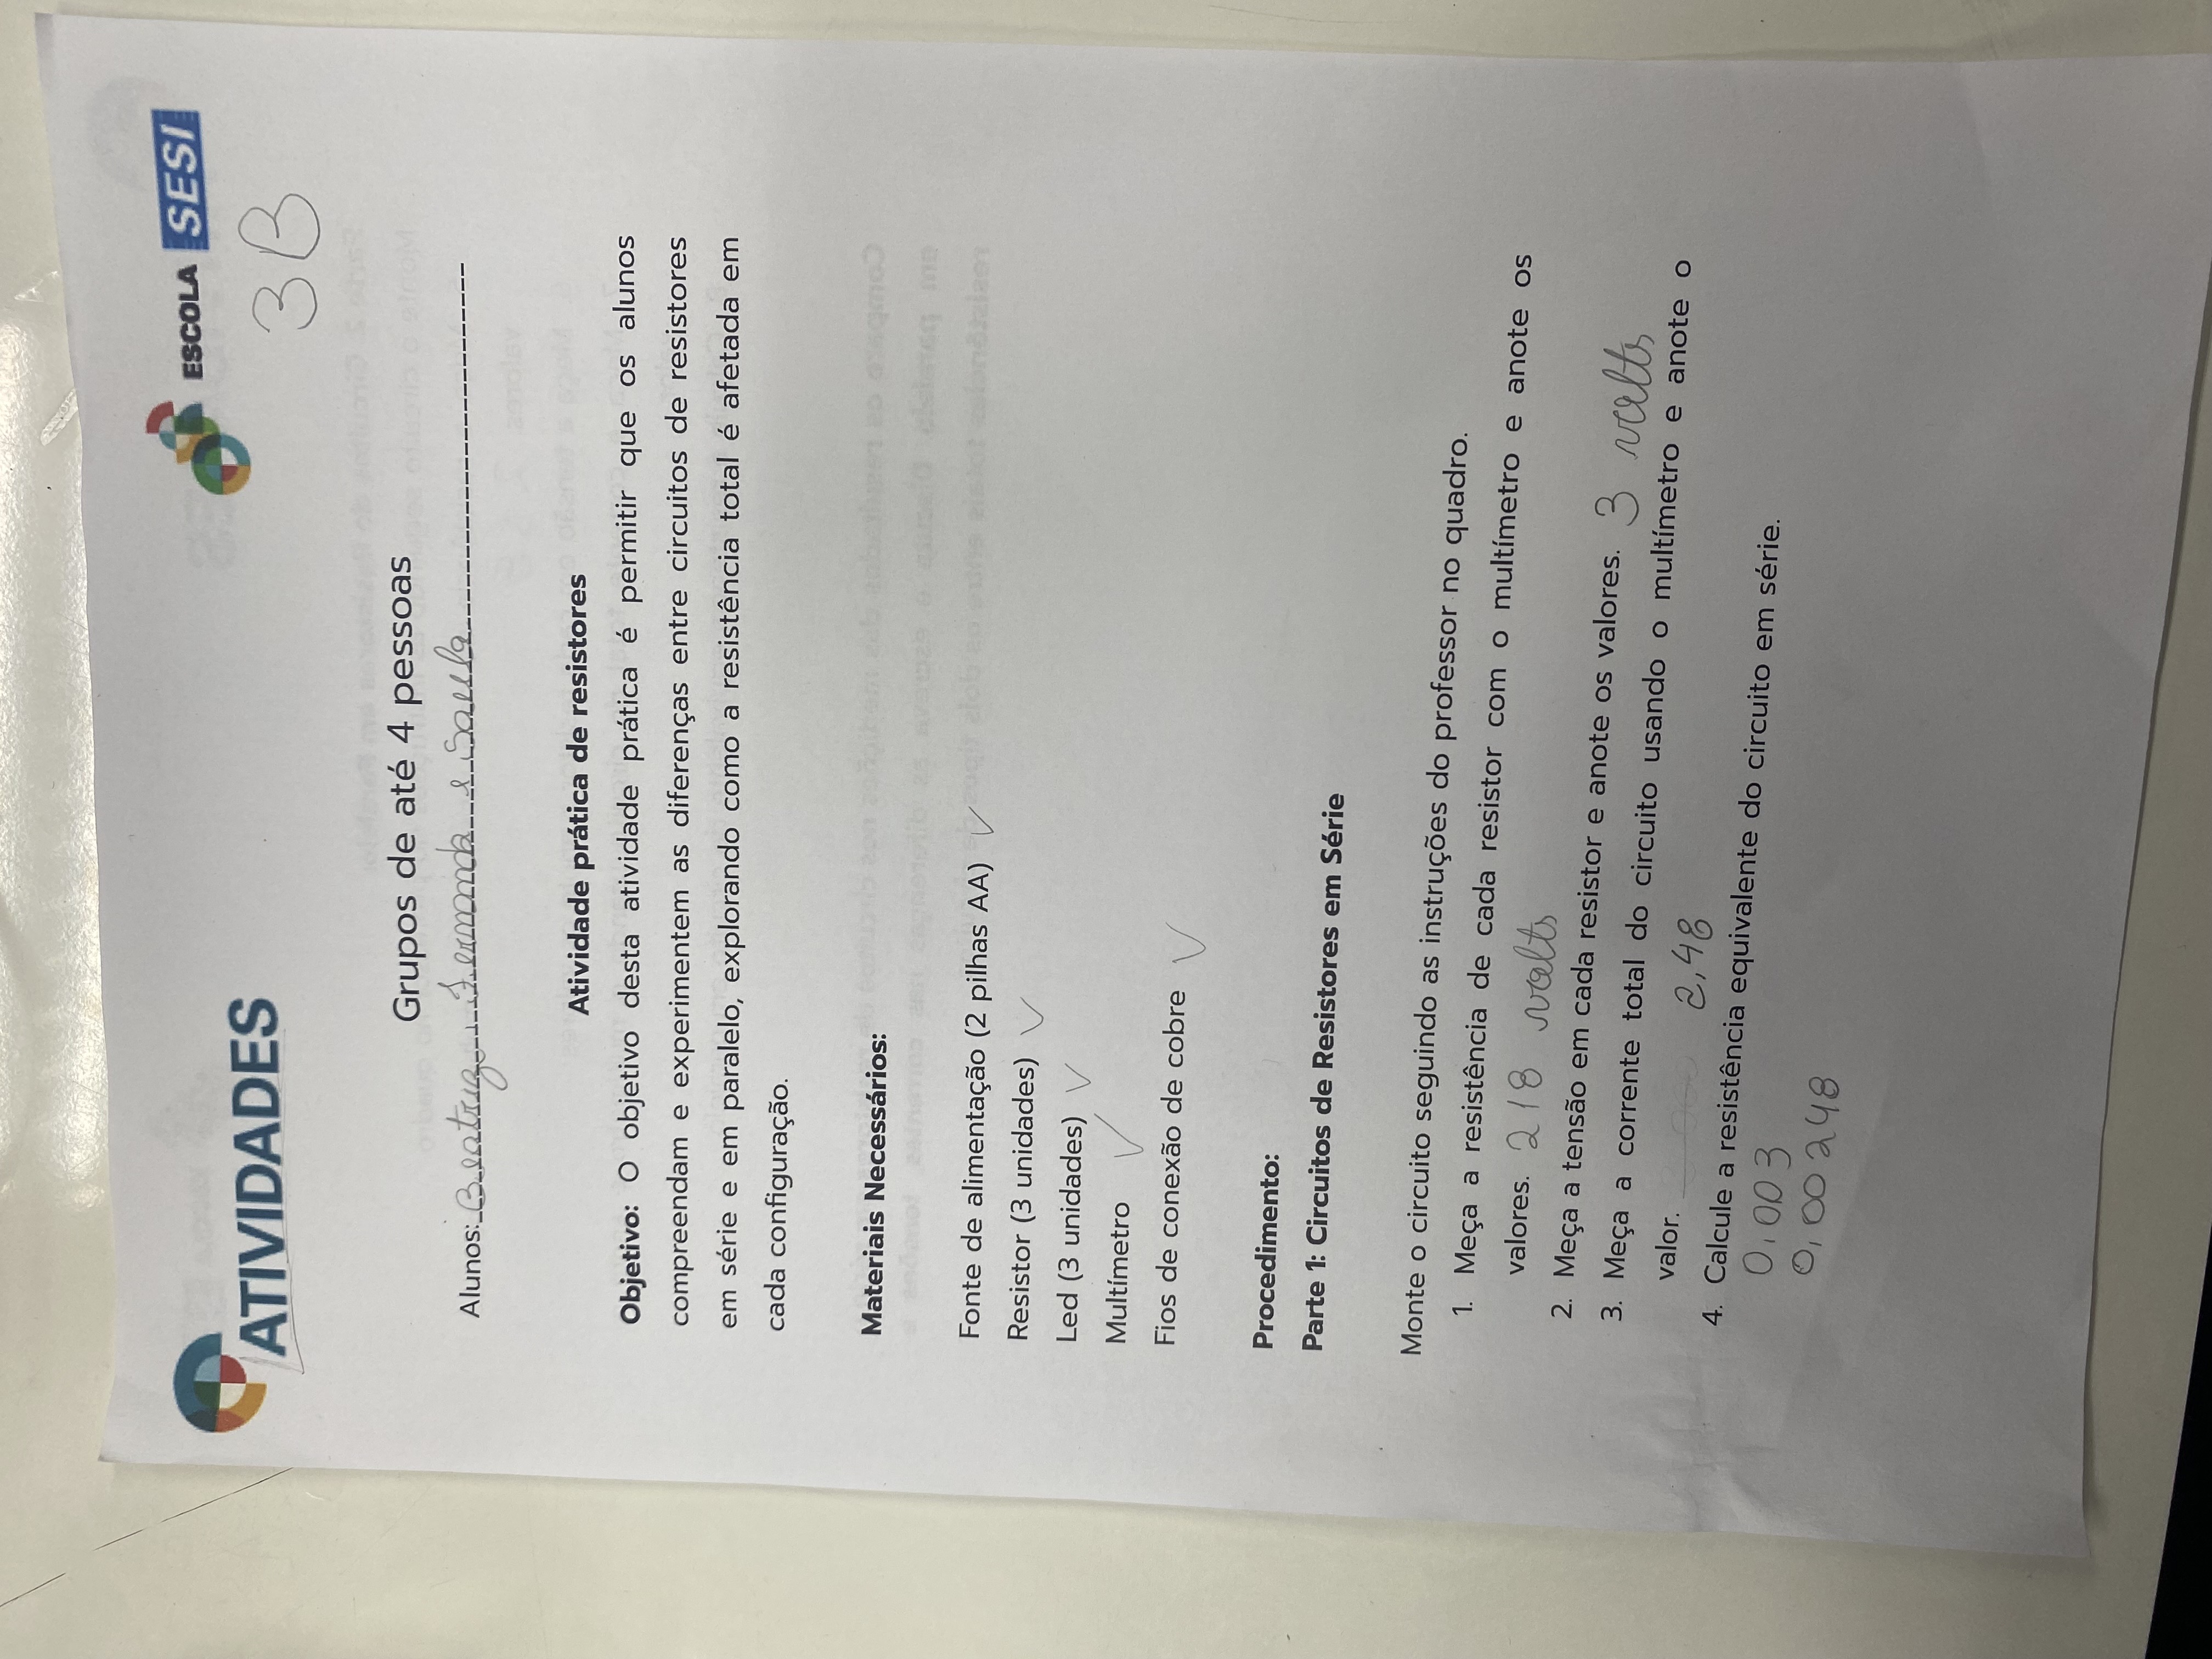 ATIVIDADES
ESCOLA SESI
3B
Grupos de até 4 pessoas
Alunos: Beatriz, Fernanda e Saulo
Atividade prática de resistores
Objetivo: O objetivo desta atividade prática é permitir que os alunos
compreendam e experimentem as diferenças entre circuitos de resistores
em série e em paralelo, explorando como a resistência total é afetada em
cada configuração.
Materiais Necessários:
Fonte de alimentação (2 pilhas AA) ✓
Resistor (3 unidades) ✓
Led (3 unidades) ✓
Multímetro ✓
Fios de conexão de cobre ✓
Procedimento:
Parte 1: Circuitos de Resistores em Série
Monte o circuito seguindo as instruções do professor no quadro.
1. Meça a resistência de cada resistor com o multímetro e anote os
valores. 218 volts
2. Meça a tensão em cada resistor e anote os valores. 3 volts
3. Meça a corrente total do circuito usando o multímetro e anote o
valor. 2,48
4. Calcule a resistência equivalente do circuito em série.
0,003
0,00248